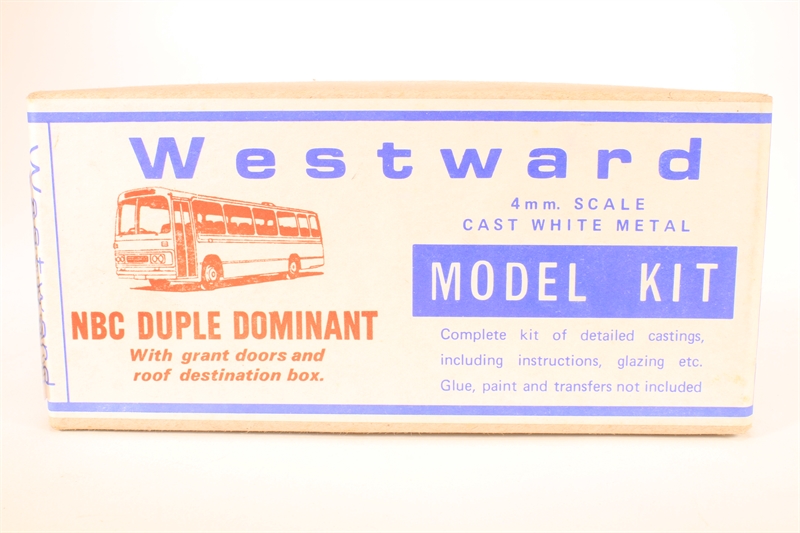 Westward
Westward
4mm. SCALE
CAST WHITE METAL
MODEL KIT
NBC DUPLE DOMINANT
With grant doors and
roof destination box.
Complete kit of detailed castings,
including instructions, glazing etc.
Glue, paint and transfers not included